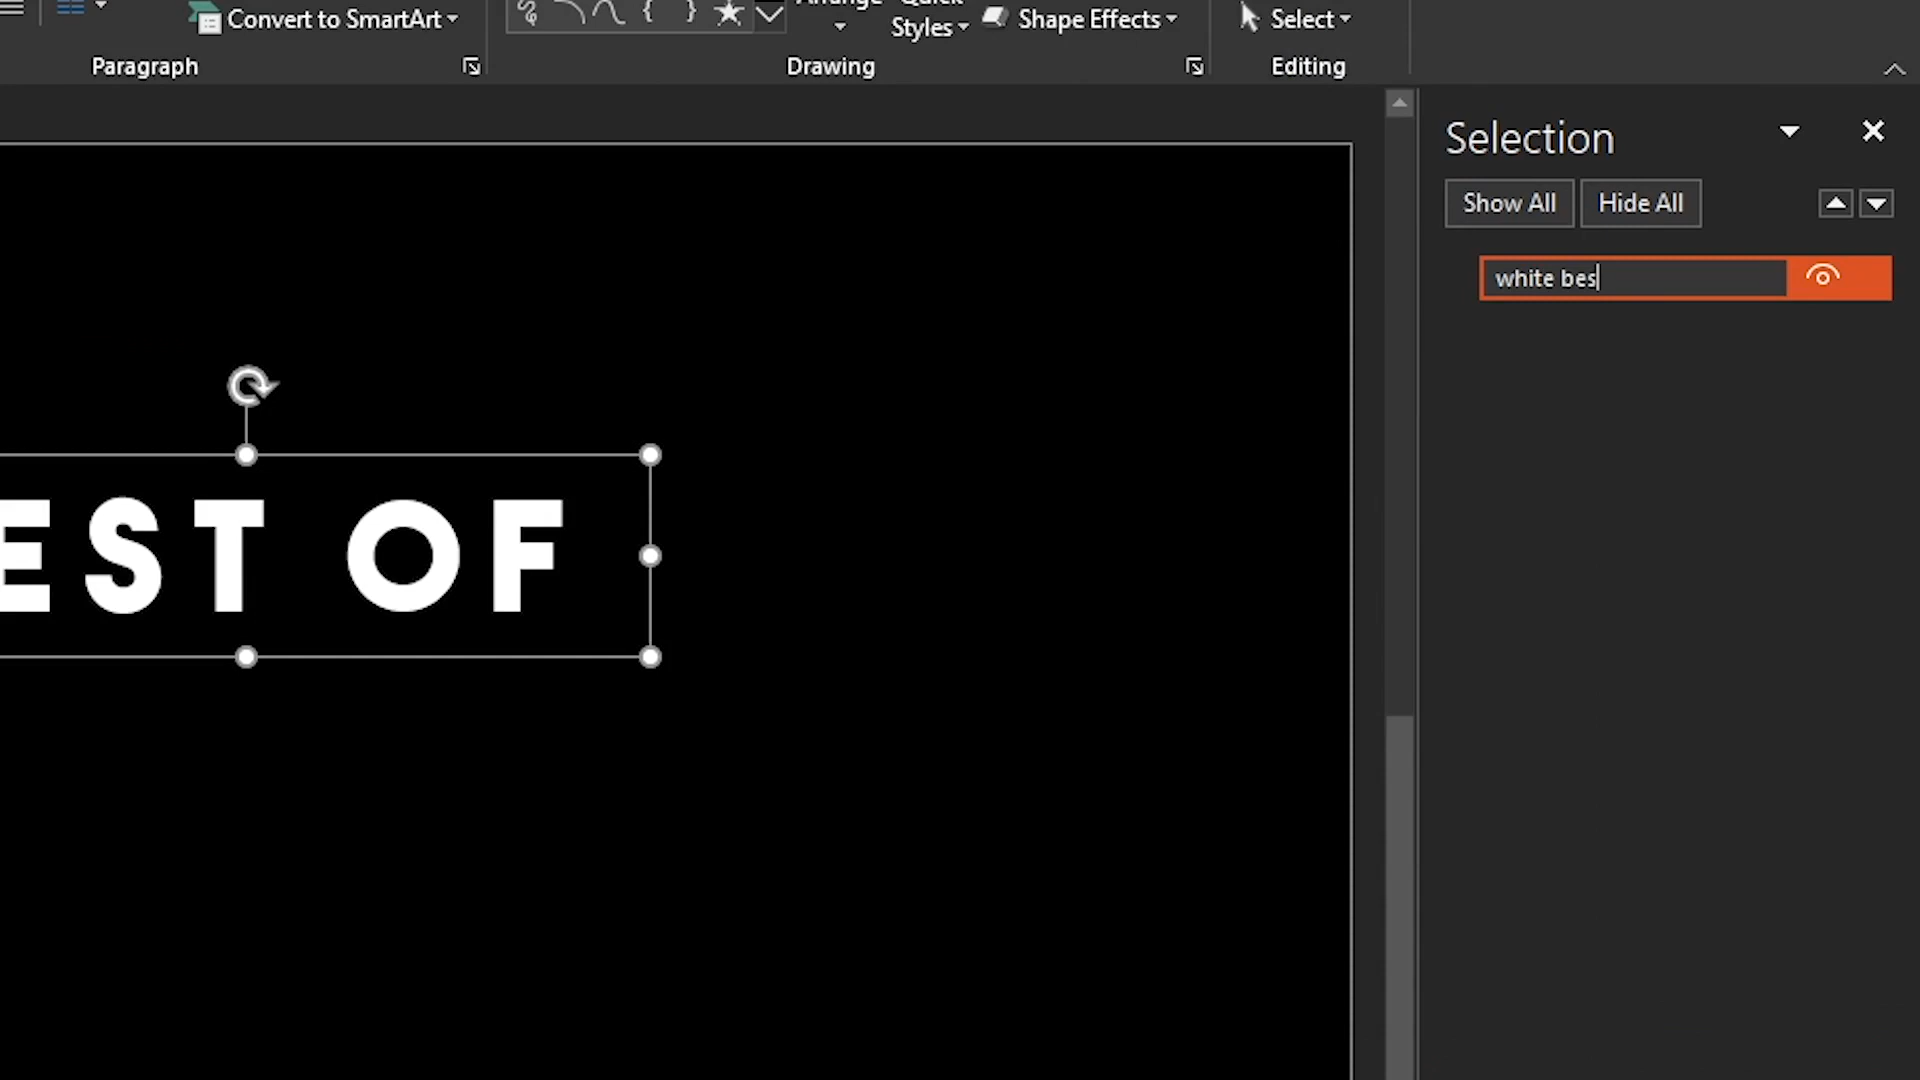 Convert to SmartArt
Styles
Shape Effects
Select
Paragraph
Drawing
Editing
Selection
Show All
Hide All
white bes
EST OF